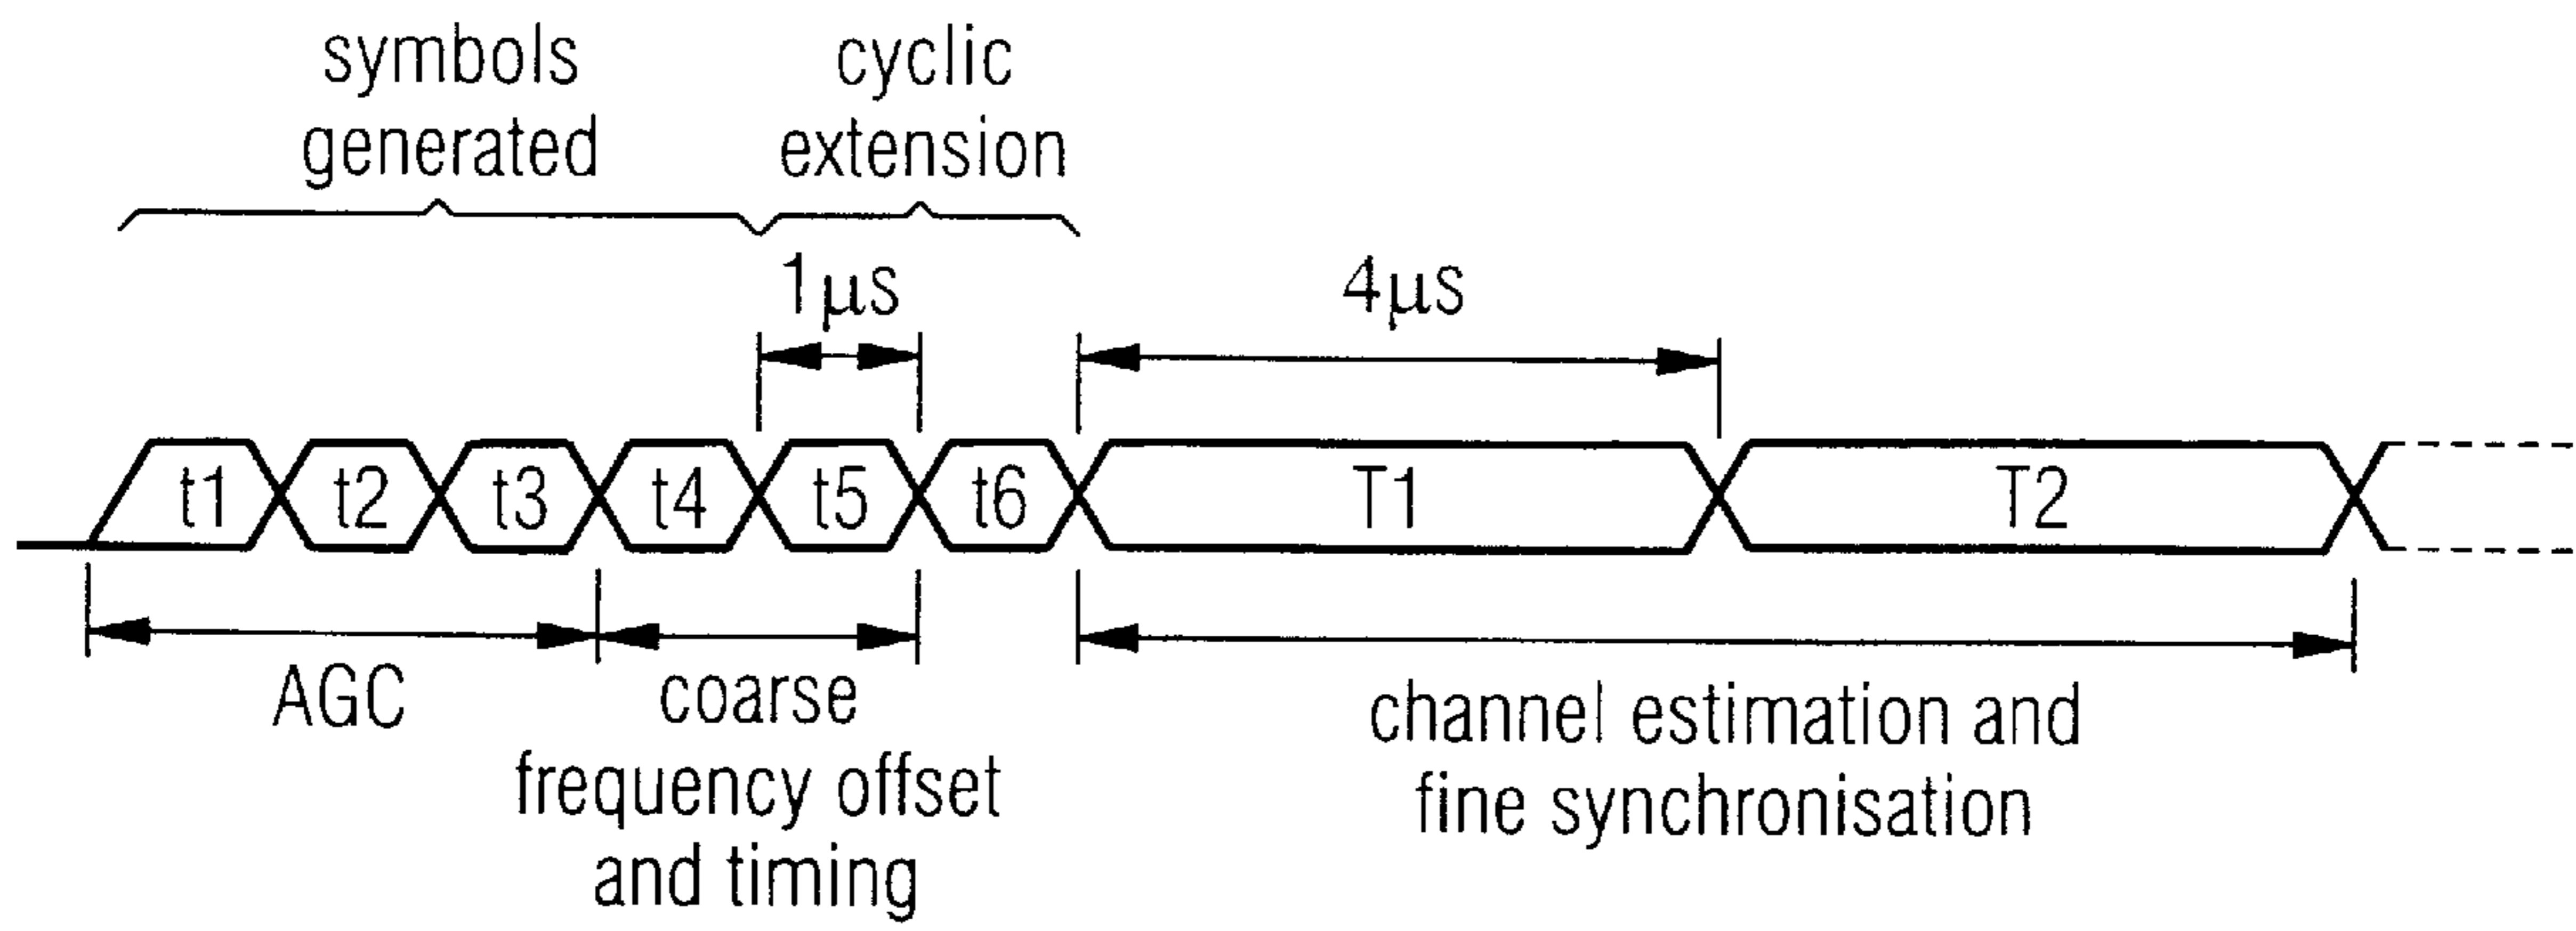 symbols
generated
cyclic
extension
1μs
4μs
t1 t2 t3 t4 t5 t6 T1 T2
AGC
coarse
frequency offset
and timing
channel estimation and
fine synchronisation